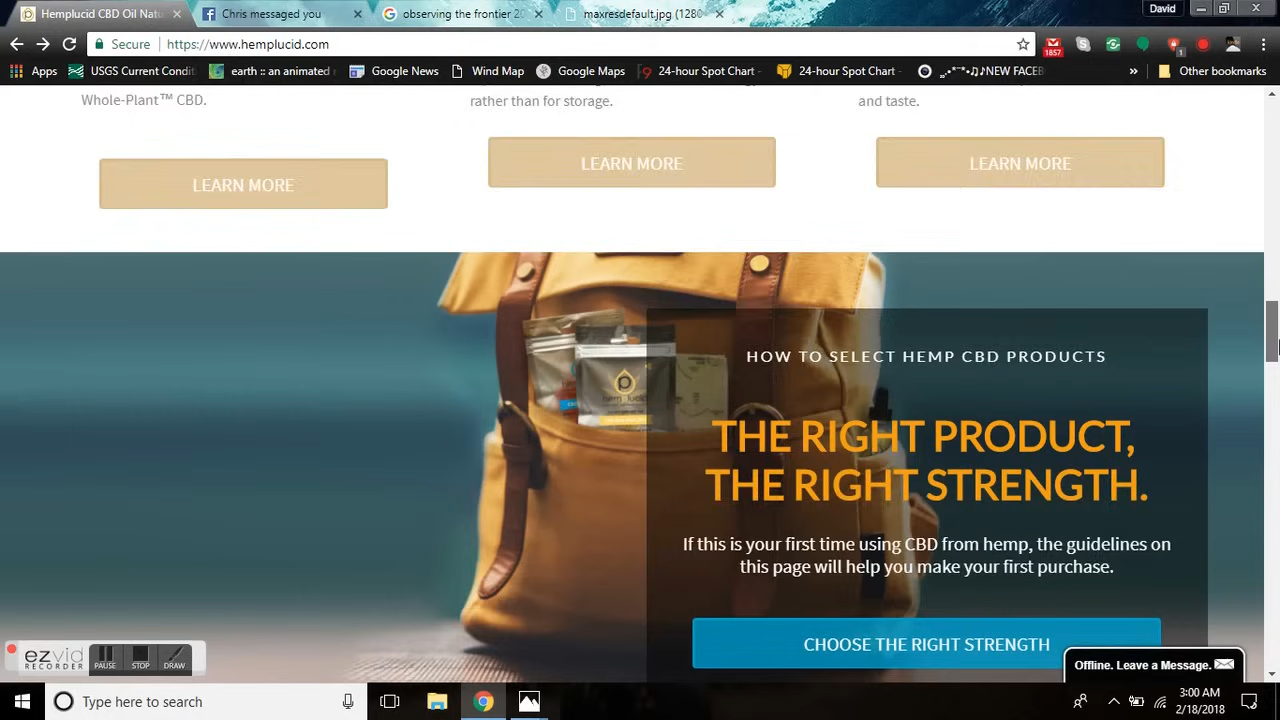 Hemplucid CBD Oil Natu
Chris messaged you
observing the frontier 20
maxresdefault.jpg (1280
David
Secure
https://www.hemplucid.com
1857
1
Apps
USGS Current Condit
earth :: an animated
Google News
Wind Map
Google Maps
24-hour Spot Chart -
24-hour Spot Chart -
¸„.•*¨*•♫♪NEW FACEB
»
Other bookmarks
Whole-Plant™ CBD.
rather than for storage.
and taste.
LEARN MORE
LEARN MORE
LEARN MORE
HOW TO SELECT HEMP CBD PRODUCTS
THE RIGHT PRODUCT,
THE RIGHT STRENGTH.
If this is your first time using CBD from hemp, the guidelines on
this page will help you make your first purchase.
CHOOSE THE RIGHT STRENGTH
Offline. Leave a Message.
ezvid
RECORDER
PAUSE
STOP
DRAW
Type here to search
3:00 AM
2/18/2018